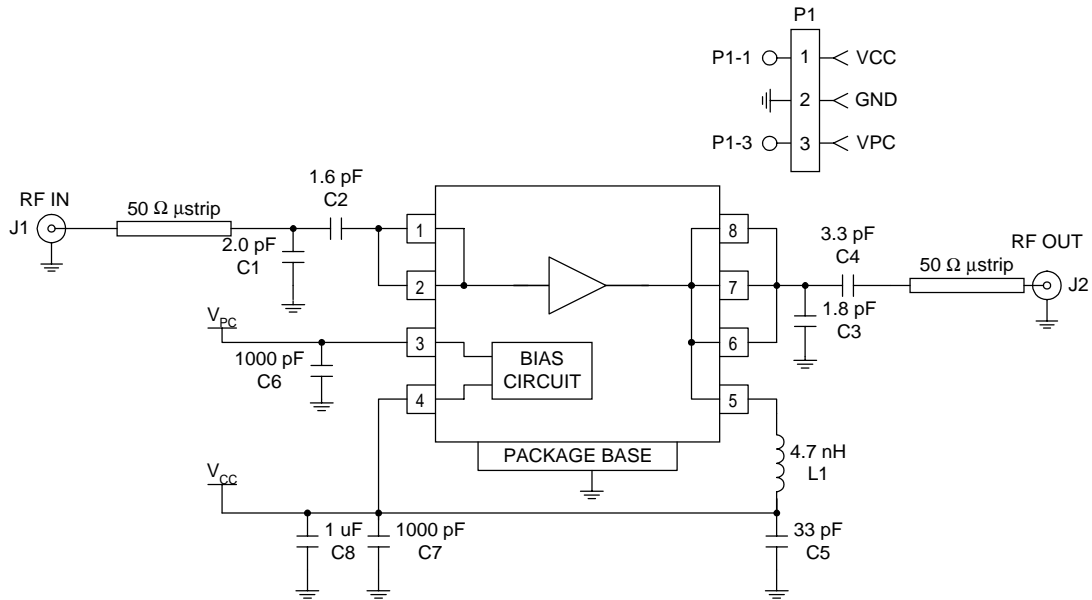 P1
P1-1
1
VCC
2
GND
P1-3
3
VPC
RF IN
J1
50 Ω µstrip
2.0 pF
C1
1.6 pF
C2
1
2
3
4
8
7
6
5
3.3 pF
C4
1.8 pF
C3
50 Ω µstrip
RF OUT
J2
VPC
1000 pF
C6
BIAS
CIRCUIT
PACKAGE BASE
4.7 nH
L1
VCC
1 uF
C8
1000 pF
C7
33 pF
C5